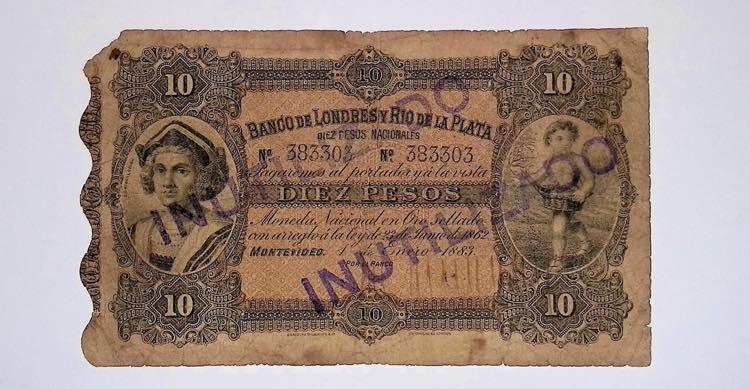 10 10 10
BANCO DE LONDRES Y RIO DE LA PLATA
DIEZ PESOS NACIONALES
Nº 383303 Nº 383303
Pagaremos al portador y á la vista
DIEZ PESOS
Moneda Nacional en Oro Sellado
con arreglo á la ley de 23 de Junio de 1862
MONTEVIDEO. 1º de Enero 1883.
POR EL BANCO
10 10 10
INUTILIZADO
INUTILIZADO